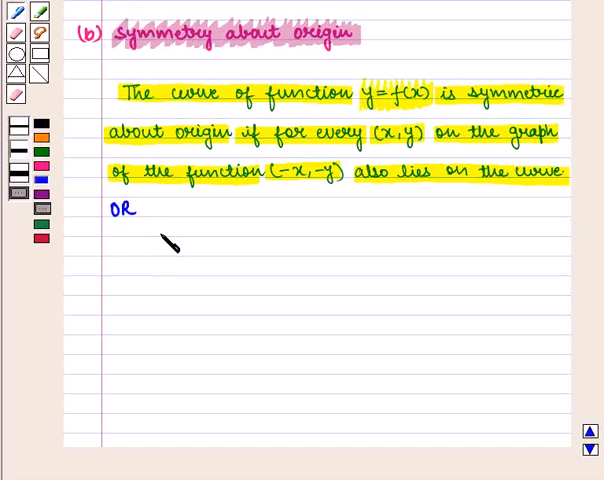 (b) Symmetry about origin
The curve of function y=f(x) is symmetric
about origin if for every (x,y) on the graph
of the function (-x,-y) also lies on the curve
OR